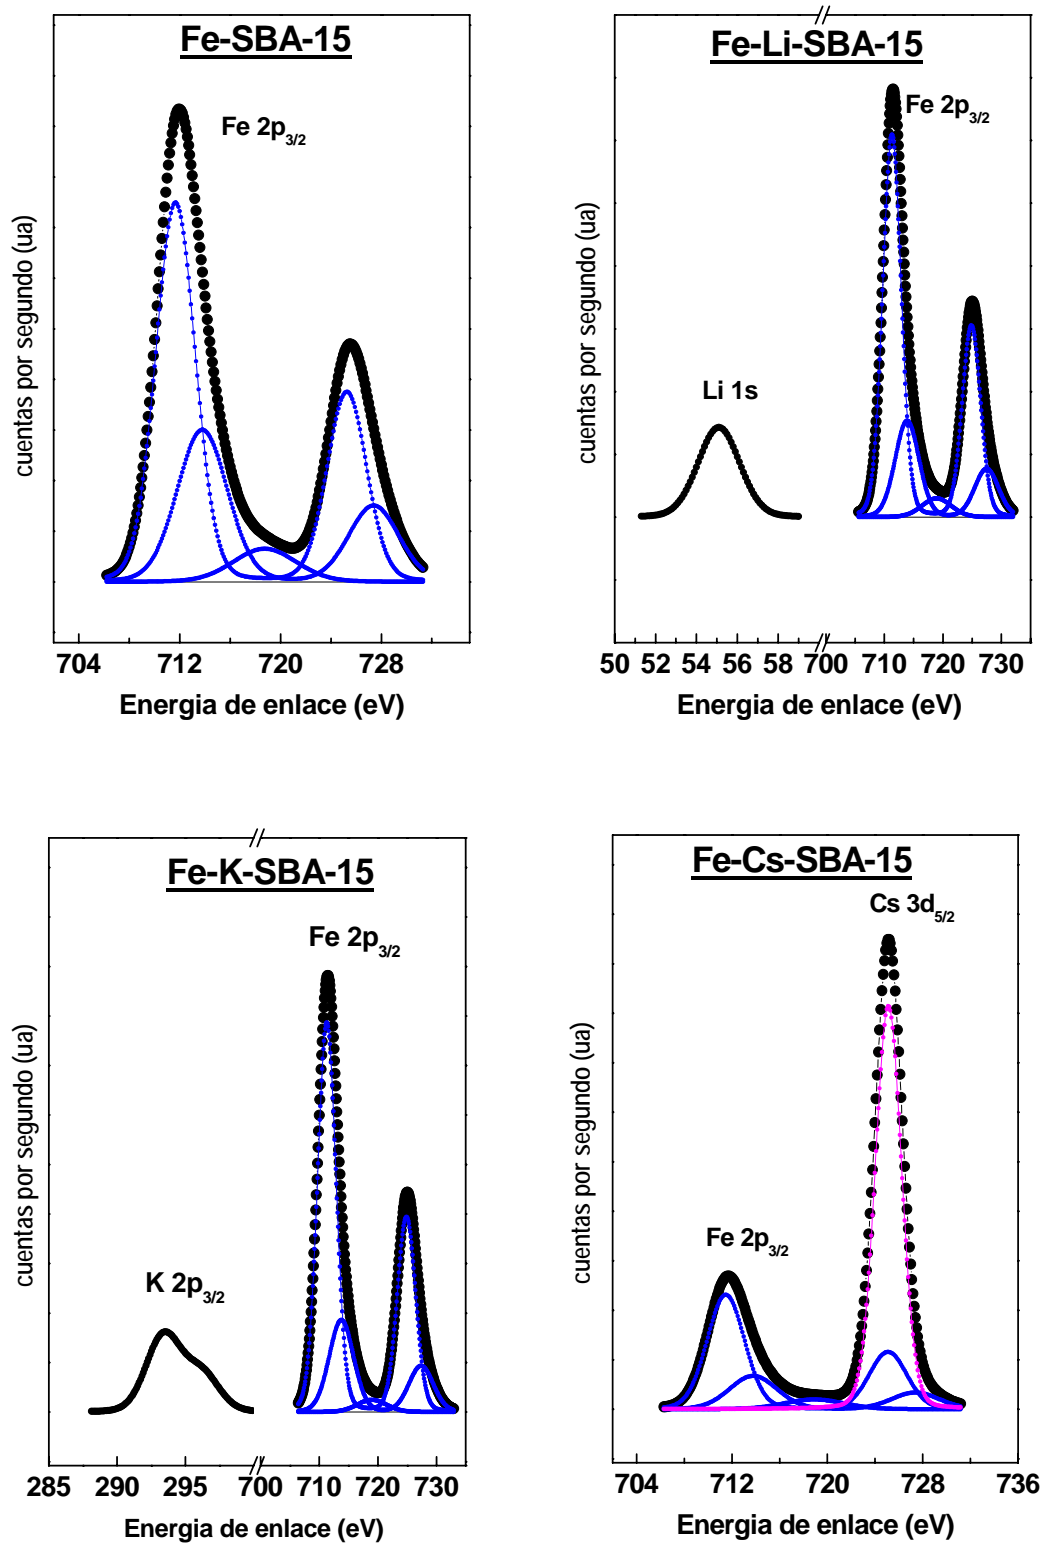 Fe-SBA-15
Fe 2p3/2
cuentas por segundo (ua)
704 712 720 728
Energia de enlace (eV)
Fe-Li-SBA-15
Fe 2p3/2
Li 1s
cuentas por segundo (ua)
50 52 54 56 58 700 710 720 730
Energia de enlace (eV)
Fe-K-SBA-15
Fe 2p3/2
K 2p3/2
cuentas por segundo (ua)
285 290 295 700 710 720 730
Energia de enlace (eV)
Fe-Cs-SBA-15
Cs 3d5/2
Fe 2p3/2
cuentas por segundo (ua)
704 712 720 728 736
Energia de enlace (eV)